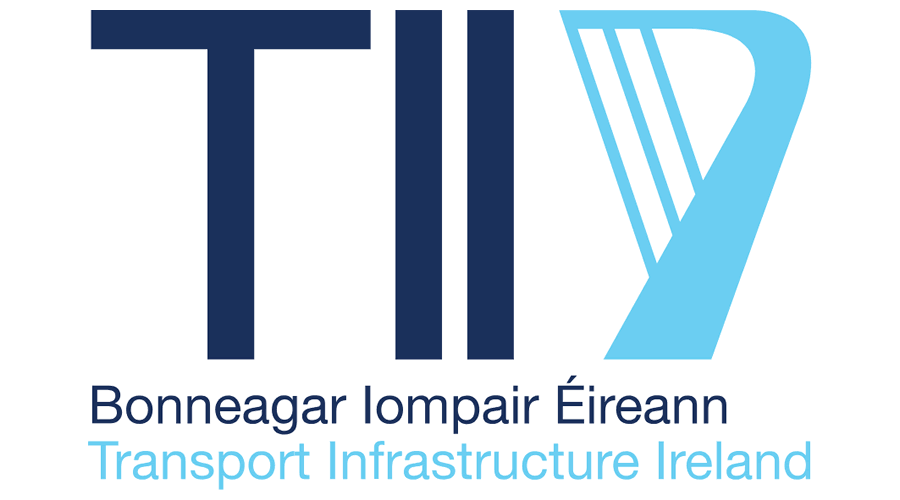 TII
Bonneagar Iompair Éireann
Transport Infrastructure Ireland